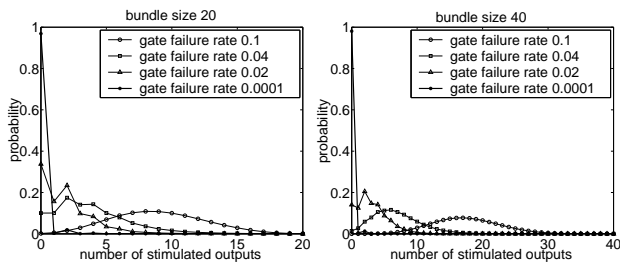 bundle size 20
1
0.8
0.6
0.4
0.2
0
probability
gate failure rate 0.1
gate failure rate 0.04
gate failure rate 0.02
gate failure rate 0.0001
0 5 10 15 20
number of stimulated outputs
bundle size 40
1
0.8
0.6
0.4
0.2
0
probability
gate failure rate 0.1
gate failure rate 0.04
gate failure rate 0.02
gate failure rate 0.0001
0 10 20 30 40
number of stimulated outputs